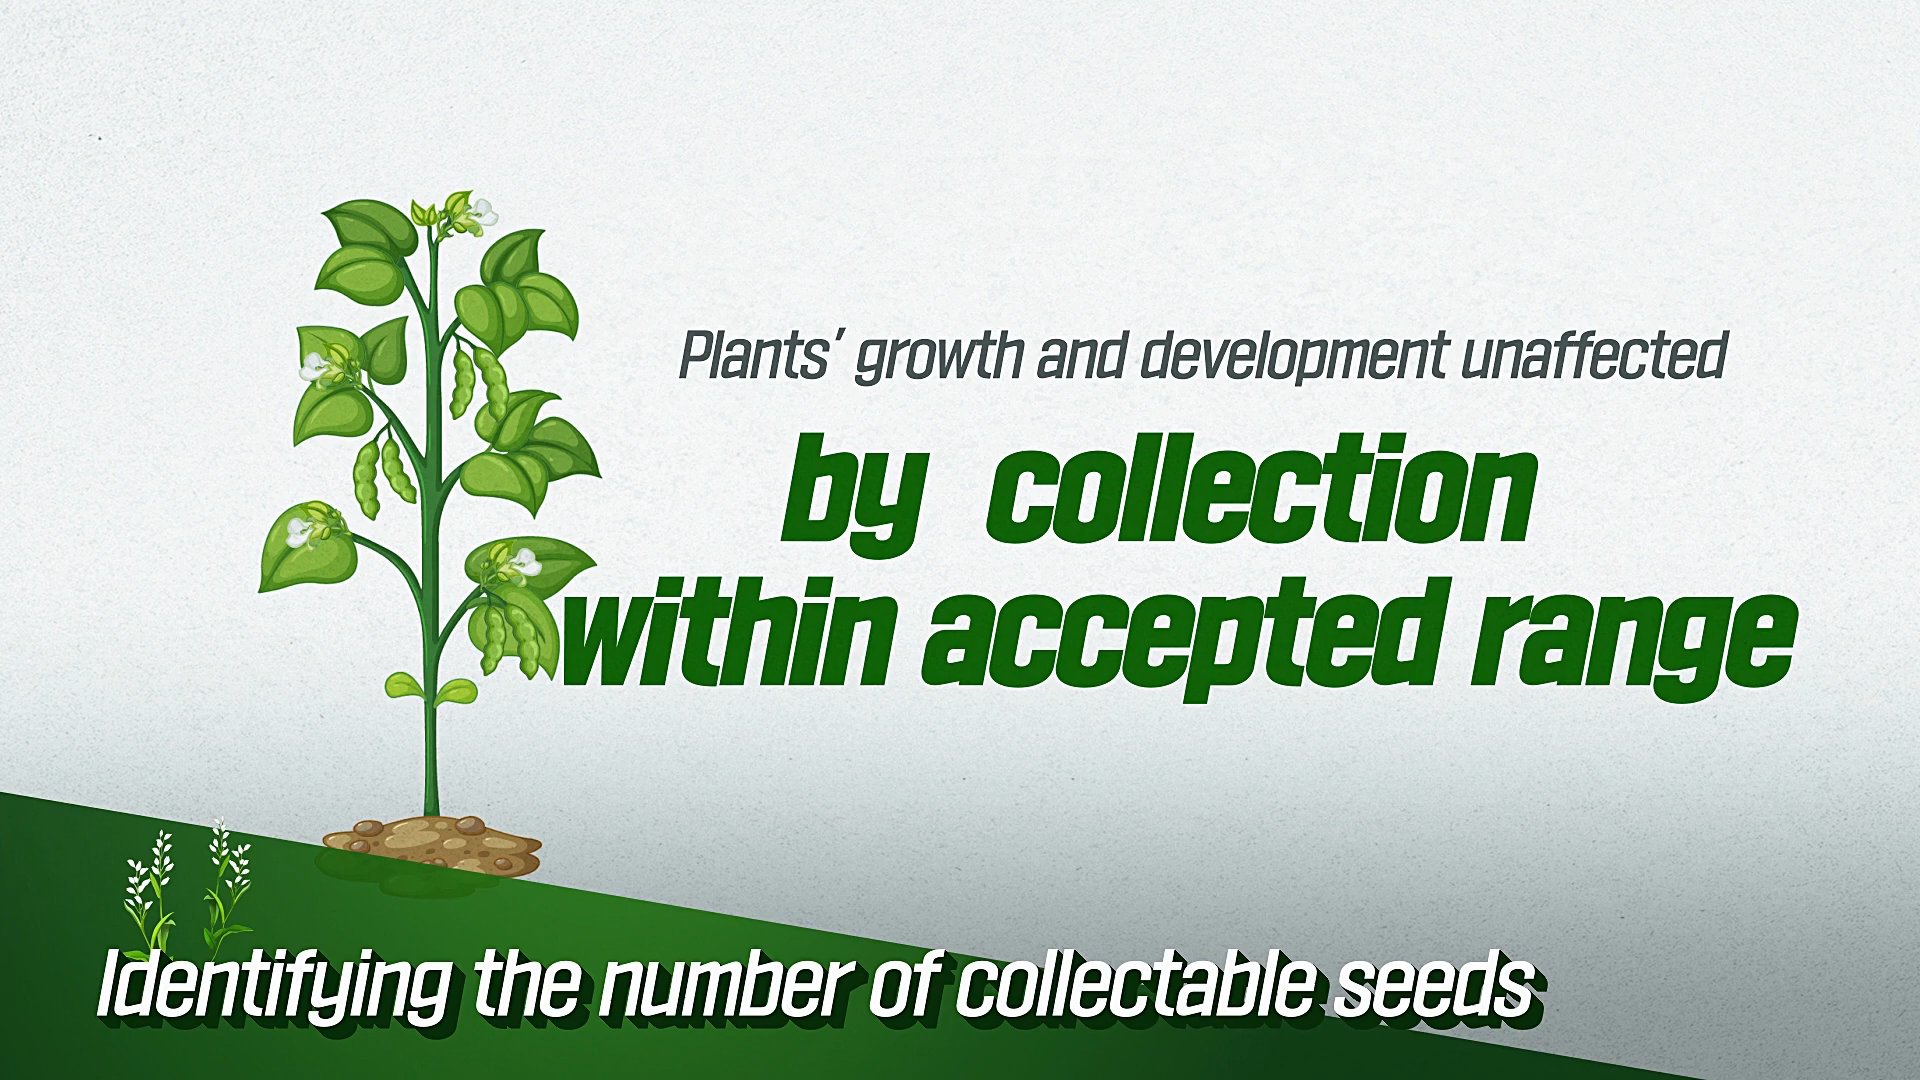 Plants' growth and development unaffected
by collection
within accepted range
Identifying the number of collectable seeds